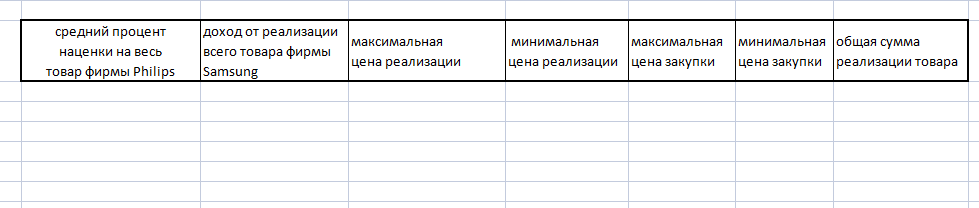 средний процент
наценки на весь
товар фирмы Philips
доход от реализации
всего товара фирмы
Samsung
максимальная
цена реализации
минимальная
цена реализации
максимальная
цена закупки
минимальная
цена закупки
общая сумма
реализации товара